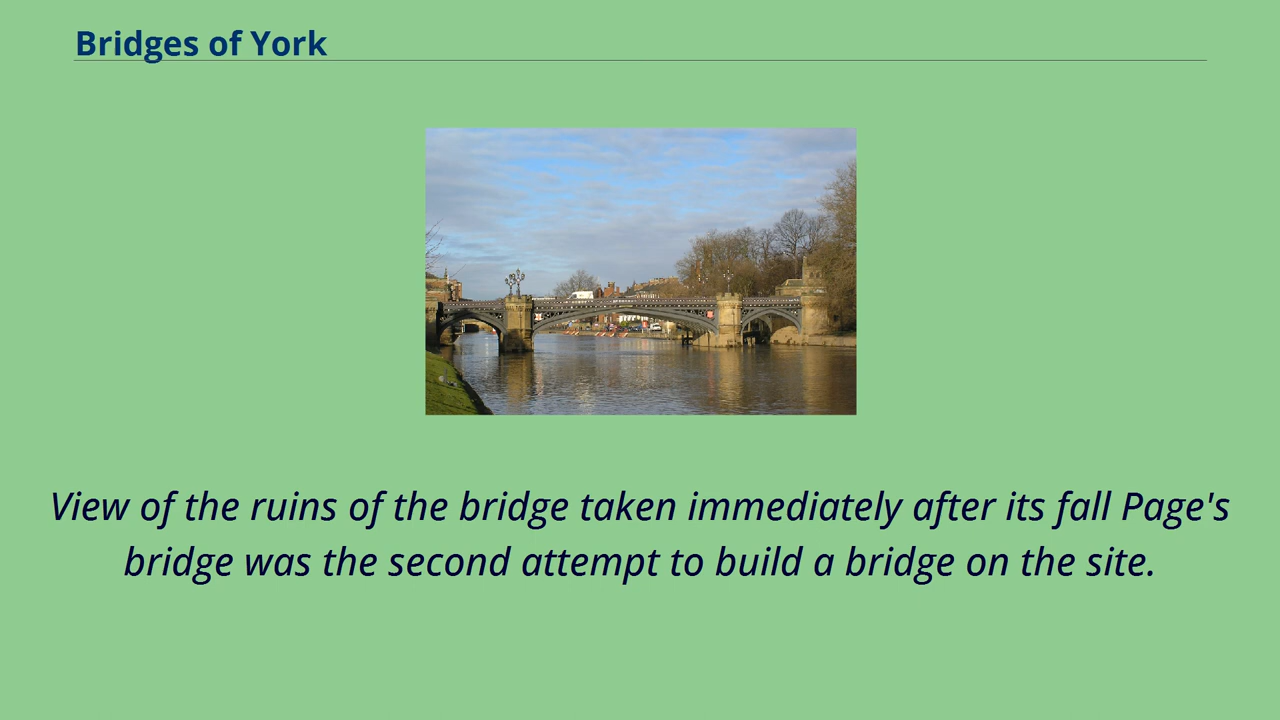 Bridges of York
View of the ruins of the bridge taken immediately after its fall Page's
bridge was the second attempt to build a bridge on the site.